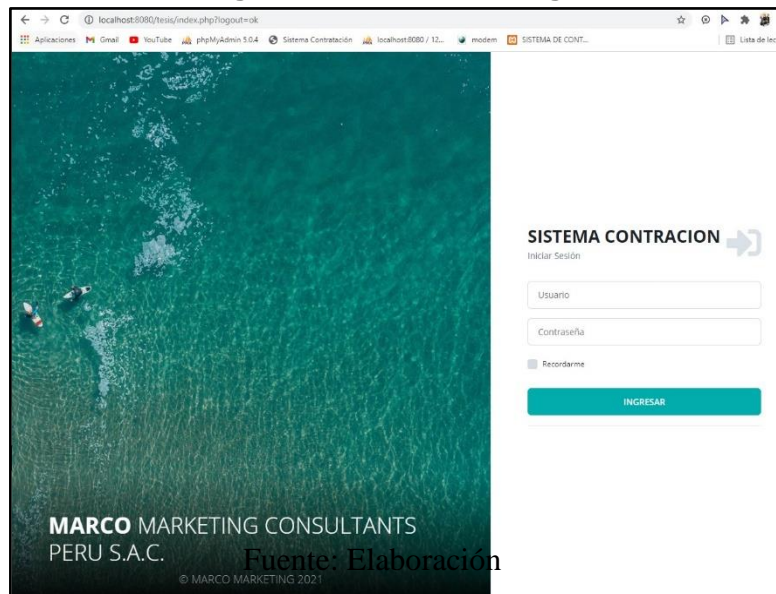 localhost:8080/tesis/index.php?logout=ok
Aplicaciones Gmail YouTube phpMyAdmin 5.0.4 Sistema Contratación localhost:8080 / 12... modem SISTEMA DE CONT... Lista de lec
SISTEMA CONTRACION
Iniciar Sesión
Usuario
Contraseña
Recordarme
INGRESAR
MARCO MARKETING CONSULTANTS
PERU S.A.C.
Fuente: Elaboración
© MARCO MARKETING 2021